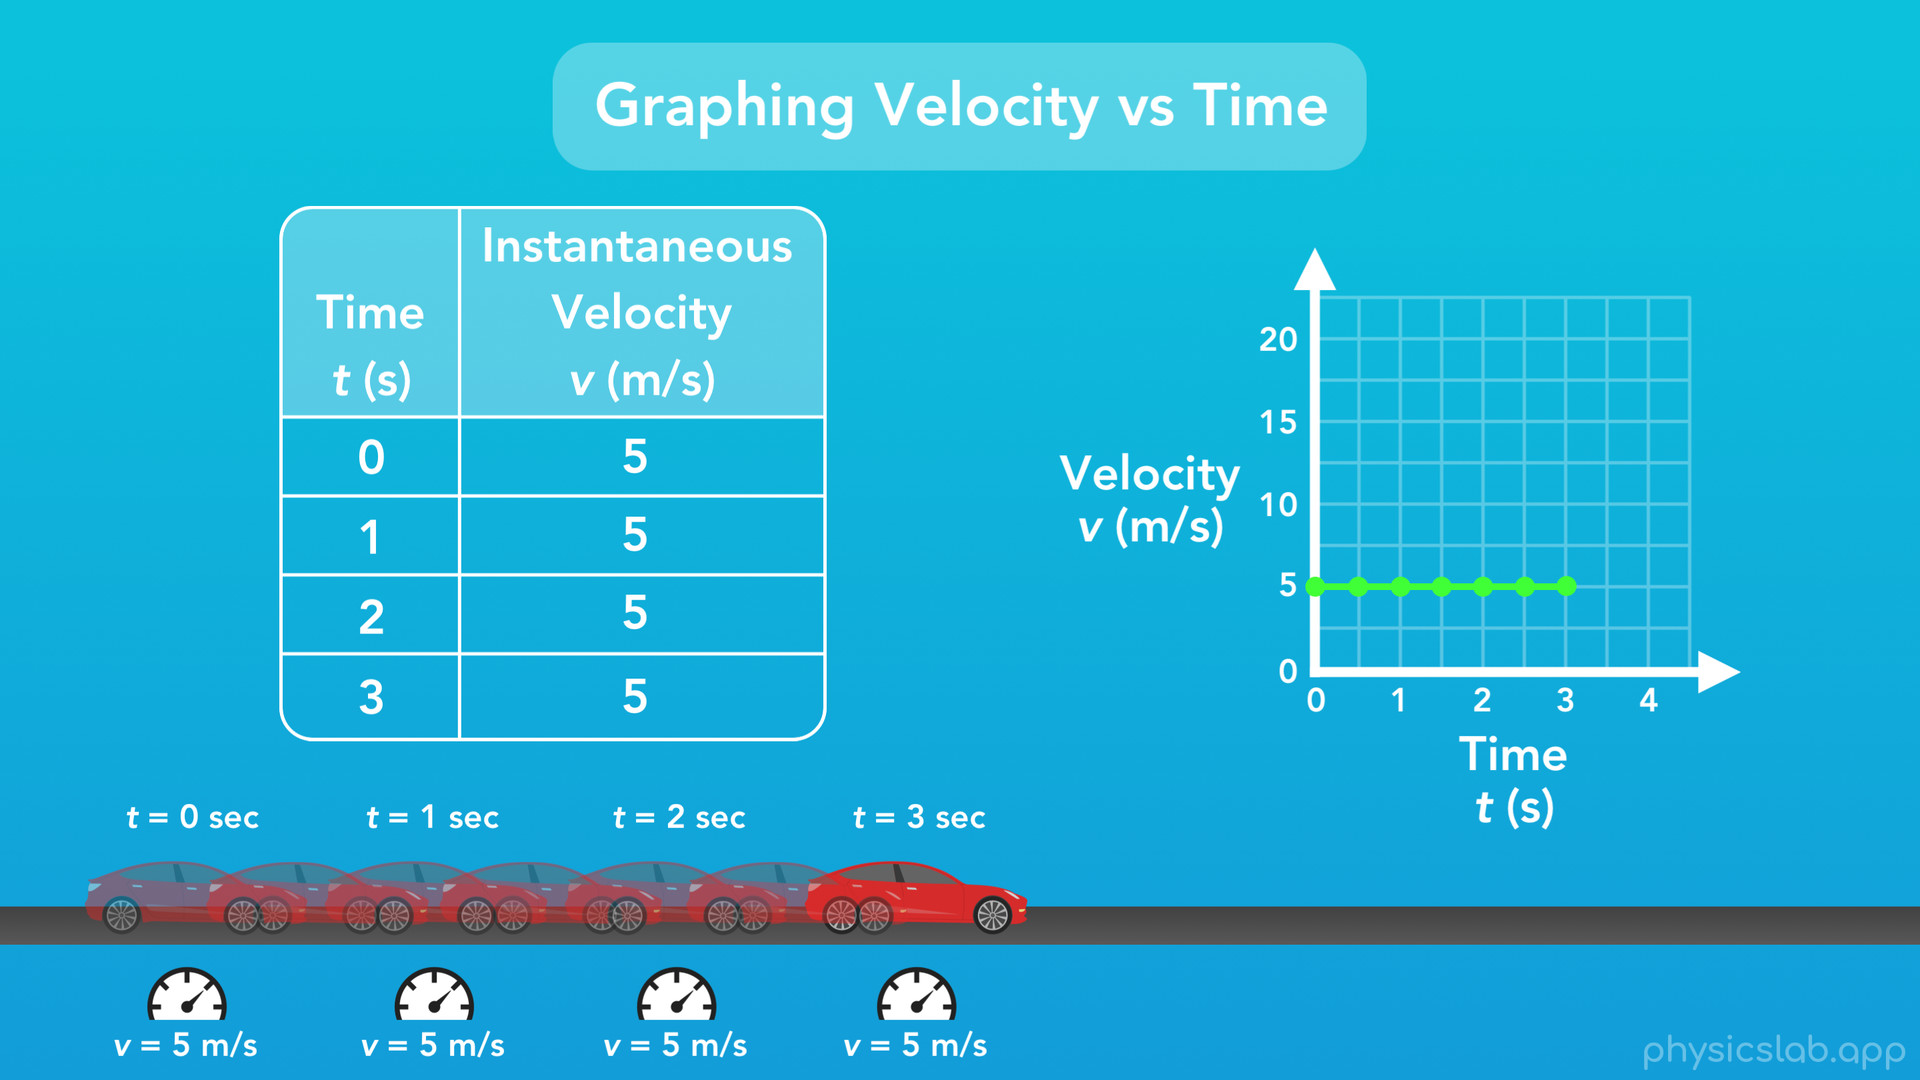 Graphing Velocity vs Time
Time
t (s)
Instantaneous
Velocity
v (m/s)
0 5
1 5
2 5
3 5
Velocity
v (m/s)
20
15
10
5
0
0 1 2 3 4
Time
t (s)
t = 0 sec t = 1 sec t = 2 sec t = 3 sec
v = 5 m/s v = 5 m/s v = 5 m/s v = 5 m/s
physicslab.app